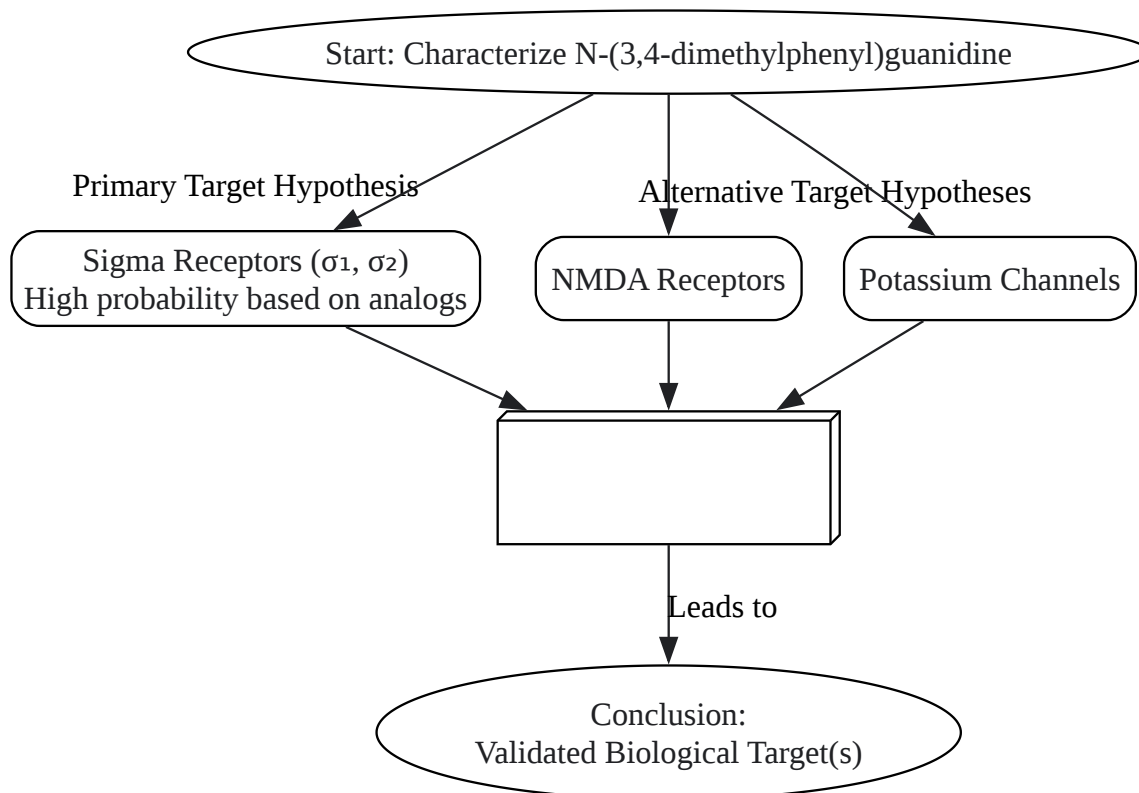 Start: Characterize N-(3,4-dimethylphenyl)guanidine
Primary Target Hypothesis
Alternative Target Hypotheses
Sigma Receptors (σ₁, σ₂)
High probability based on analogs
NMDA Receptors
Potassium Channels
Leads to
Conclusion:
Validated Biological Target(s)